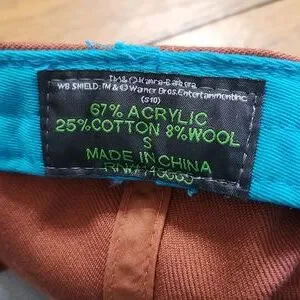 TM & © Hanna-Barbera
WB SHIELD: TM & © Warner Bros. Entertainment Inc.
(s10)
67% ACRYLIC
25% COTTON 8% WOOL
S
MADE IN CHINA